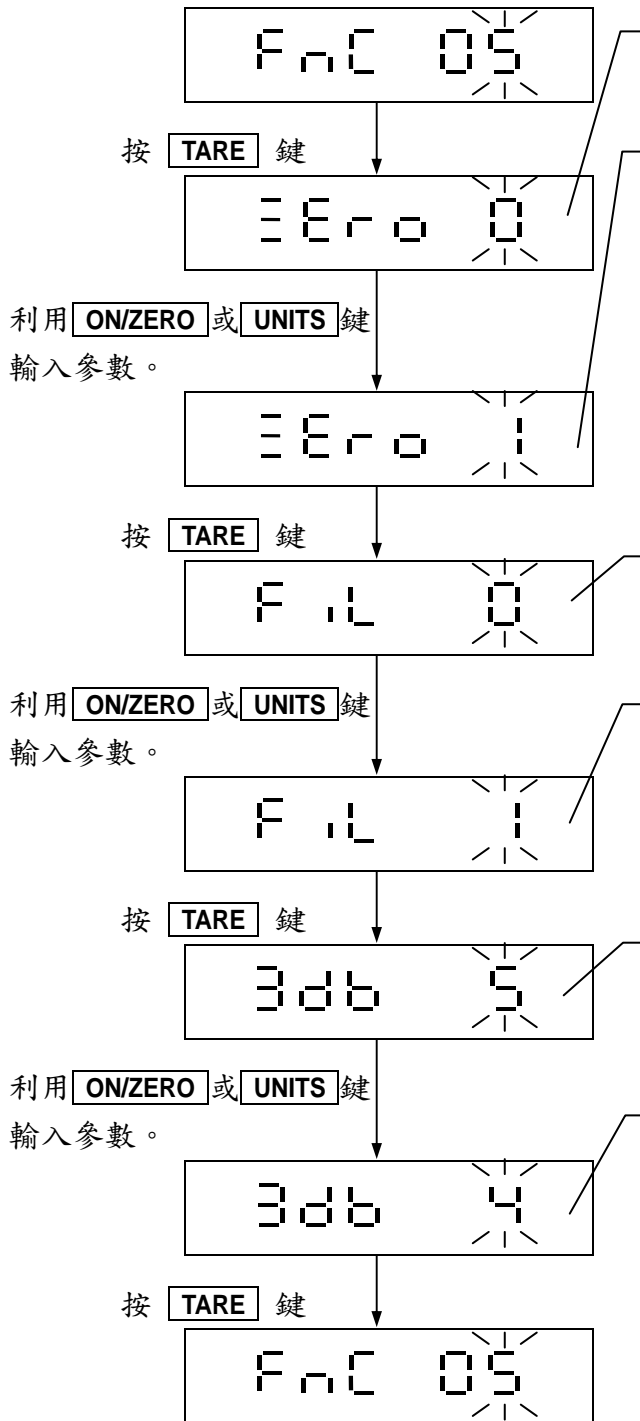 FnC 05
按 TARE 鍵
ZEro 0
利用 ON/ZERO 或 UNITS 鍵
輸入參數。
ZEro 1
按 TARE 鍵
FiL 0
利用 ON/ZERO 或 UNITS 鍵
輸入參數。
FiL 1
按 TARE 鍵
3db 5
利用 ON/ZERO 或 UNITS 鍵
輸入參數。
3db 4
按 TARE 鍵
FnC 05